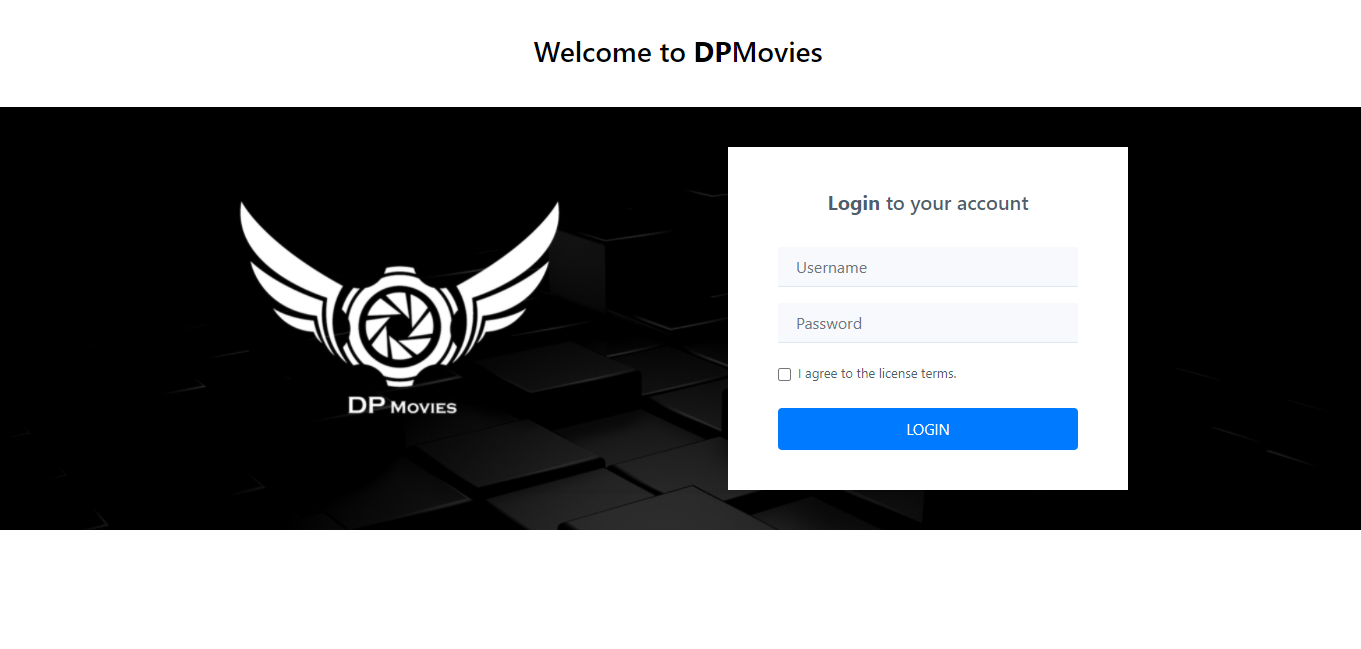 Welcome to DPMovies
Login to your account
Username
Password
I agree to the license terms.
LOGIN
DP MOVIES